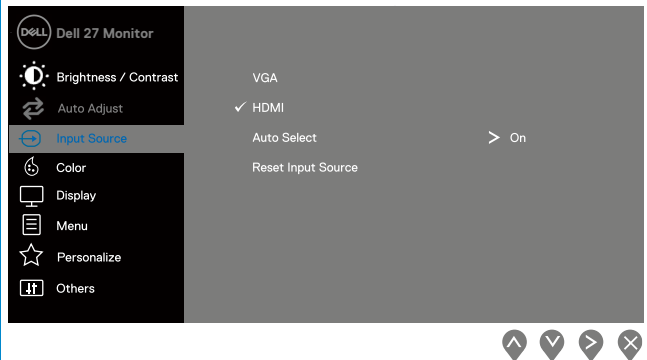 DELL Dell 27 Monitor
Brightness / Contrast
VGA
Auto Adjust
✓ HDMI
Input Source
Auto Select > On
Color
Reset Input Source
Display
Menu
Personalize
Others